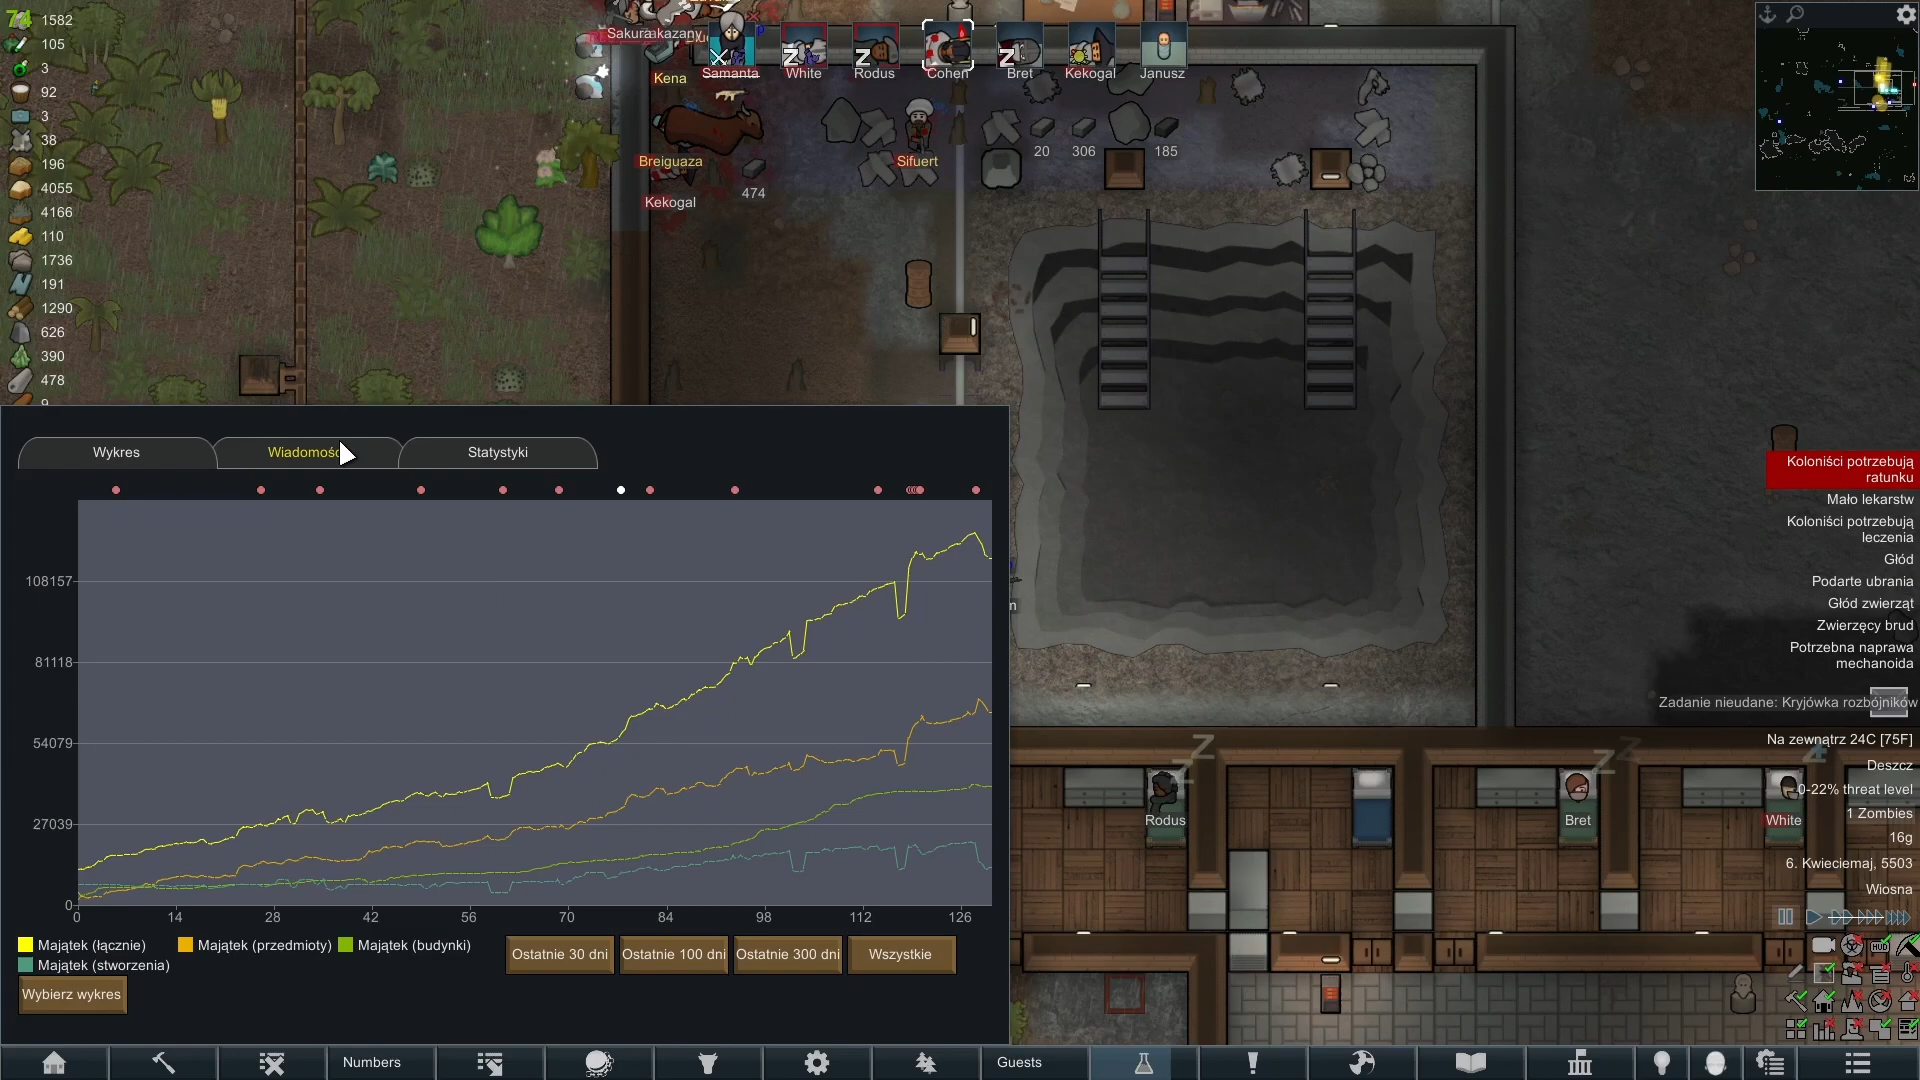 74
1582
105
3
92
3
38
196
4055
4166
110
1736
191
1290
626
390
478
9
Kena
Samanta
White
Rodus
Cohen
Bret
Kekogal
Janusz
Breiguaza
Sifuert
Kekogal
474
20
306
185
Wykres
Wiadomośc
Statystyki
108157
81118
54079
27039
0
0
14
28
42
56
70
84
98
112
126
Majątek (łącznie)
Majątek (przedmioty)
Majątek (budynki)
Majątek (stworzenia)
Ostatnie 30 dni
Ostatnie 100 dni
Ostatnie 300 dni
Wszystkie
Wybierz wykres
Koloniści potrzebują
ratunku
Mało lekarstw
Koloniści potrzebują
leczenia
Głód
Podarte ubrania
Głód zwierząt
Zwierzęcy brud
Potrzebna naprawa
mechanoida
Zadanie nieudane: Kryjówka rozbójników
Na zewnątrz 24C [75F]
Deszcz
0-22% threat level
1 Zombies
16g
6. Kwieciemaj, 5503
Wiosna
Rodus
Bret
White
HUD
Numbers
Guests